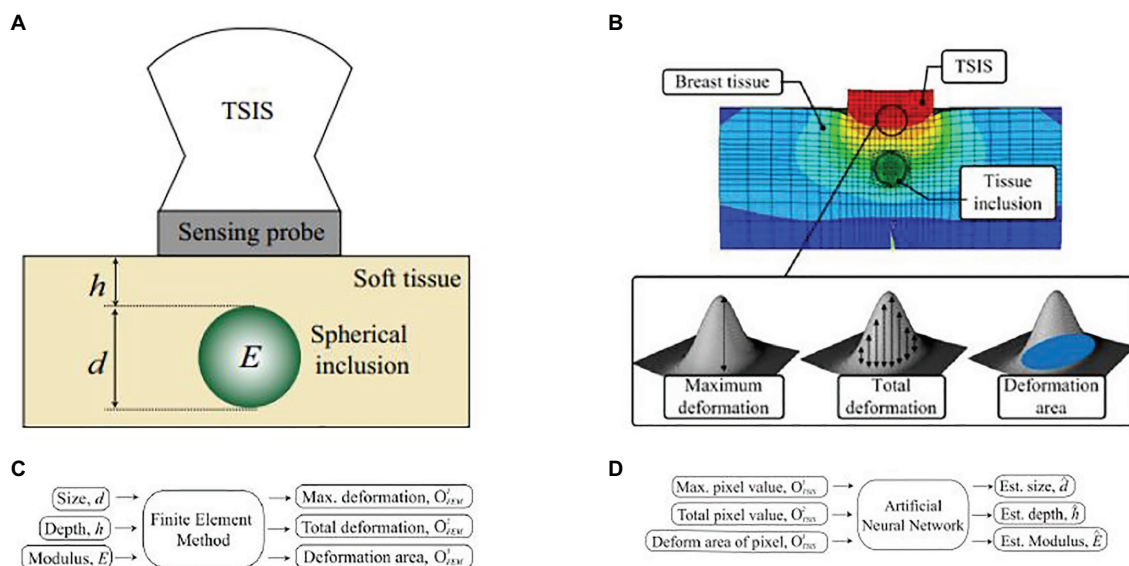 A
TSIS
Sensing probe
h
Soft tissue
d
E
Spherical
inclusion
B
Breast tissue
TSIS
Tissue
inclusion
Maximum
deformation
Total
deformation
Deformation
area
C
Size, d
Depth, h
Modulus, E
Finite Element
Method
Max. deformation, O¹FEM
Total deformation, O²FEM
Deformation area, O³FEM
D
Max. pixel value, O¹TSIS
Total pixel value, O²TSIS
Deform area of pixel, O³TSIS
Artificial
Neural Network
Est. size, d̂
Est. depth, ĥ
Est. Modulus, Ê